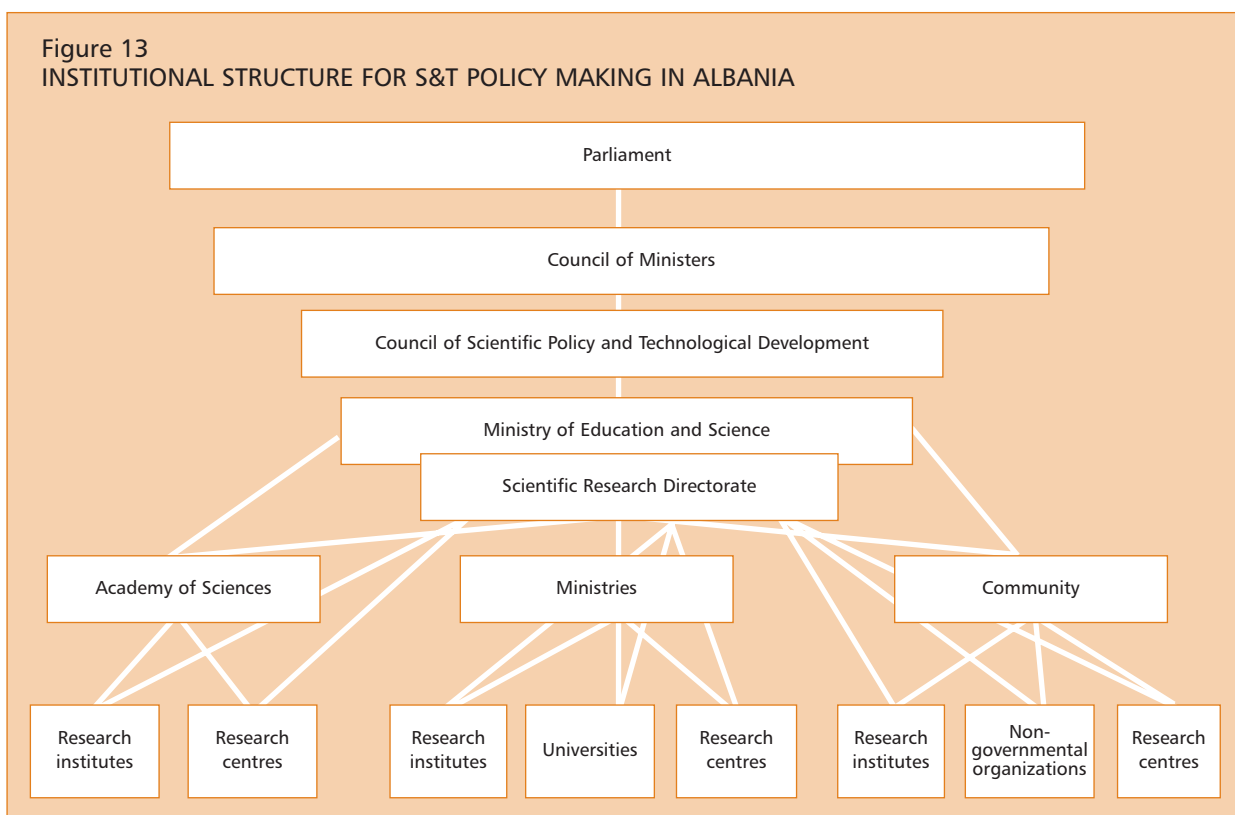 Figure 13
INSTITUTIONAL STRUCTURE FOR S&T POLICY MAKING IN ALBANIA
Parliament
Council of Ministers
Council of Scientific Policy and Technological Development
Ministry of Education and Science
Scientific Research Directorate
Academy of Sciences
Ministries
Community
Research
institutes
Research
centres
Research
institutes
Universities
Research
centres
Research
institutes
Non-
governmental
organizations
Research
centres